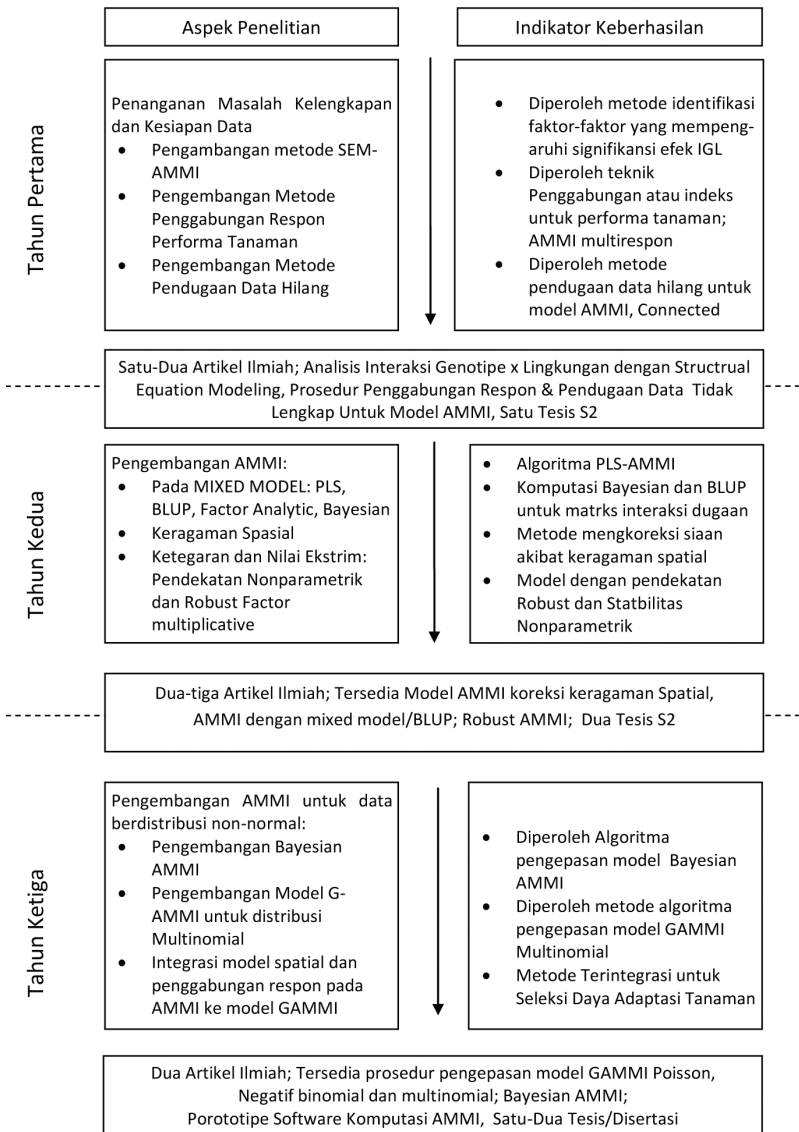 Aspek Penelitian
Indikator Keberhasilan
Tahun Pertama
Penanganan Masalah Kelengkapan
dan Kesiapan Data
• Pengambangan metode SEM-
AMMI
• Pengembangan Metode
Penggabungan Respon
Performa Tanaman
• Pengembangan Metode
Pendugaan Data Hilang
• Diperoleh metode identifikasi
faktor-faktor yang mempeng-
aruhi signifikansi efek IGL
• Diperoleh teknik
Penggabungan atau indeks
untuk performa tanaman;
AMMI multirespon
• Diperoleh metode
pendugaan data hilang untuk
model AMMI, Connected
Satu-Dua Artikel Ilmiah; Analisis Interaksi Genotipe x Lingkungan dengan Structrual
Equation Modeling, Prosedur Penggabungan Respon & Pendugaan Data Tidak
Lengkap Untuk Model AMMI, Satu Tesis S2
Tahun Kedua
Pengembangan AMMI:
• Pada MIXED MODEL: PLS,
BLUP, Factor Analytic, Bayesian
• Keragaman Spasial
• Ketegaran dan Nilai Ekstrim:
Pendekatan Nonparametrik
dan Robust Factor
multiplicative
• Algoritma PLS-AMMI
• Komputasi Bayesian dan BLUP
untuk matrks interaksi dugaan
• Metode mengkoreksi siaan
akibat keragaman spatial
• Model dengan pendekatan
Robust dan Statbilitas
Nonparametrik
Dua-tiga Artikel Ilmiah; Tersedia Model AMMI koreksi keragaman Spatial,
AMMI dengan mixed model/BLUP; Robust AMMI; Dua Tesis S2
Tahun Ketiga
Pengembangan AMMI untuk data
berdistribusi non-normal:
• Pengembangan Bayesian
AMMI
• Pengembangan Model G-
AMMI untuk distribusi
Multinomial
• Integrasi model spatial dan
penggabungan respon pada
AMMI ke model GAMMI
• Diperoleh Algoritma
pengepasan model Bayesian
AMMI
• Diperoleh metode algoritma
pengepasan model GAMMI
Multinomial
• Metode Terintegrasi untuk
Seleksi Daya Adaptasi Tanaman
Dua Artikel Ilmiah; Tersedia prosedur pengepasan model GAMMI Poisson,
Negatif binomial dan multinomial; Bayesian AMMI;
Porototipe Software Komputasi AMMI, Satu-Dua Tesis/Disertasi